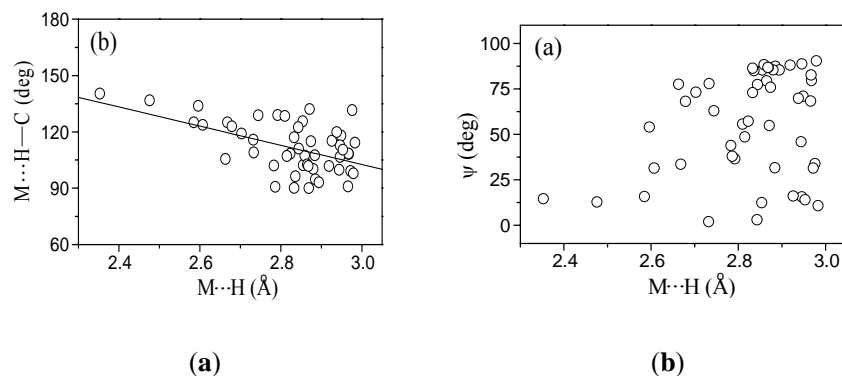 (b)
180
150
120
90
60
M···H—C (deg)
2.4 2.6 2.8 3.0
M···H (Å)
(a)
(a)
100
75
50
25
0
ψ (deg)
2.4 2.6 2.8 3.0
M···H (Å)
(b)